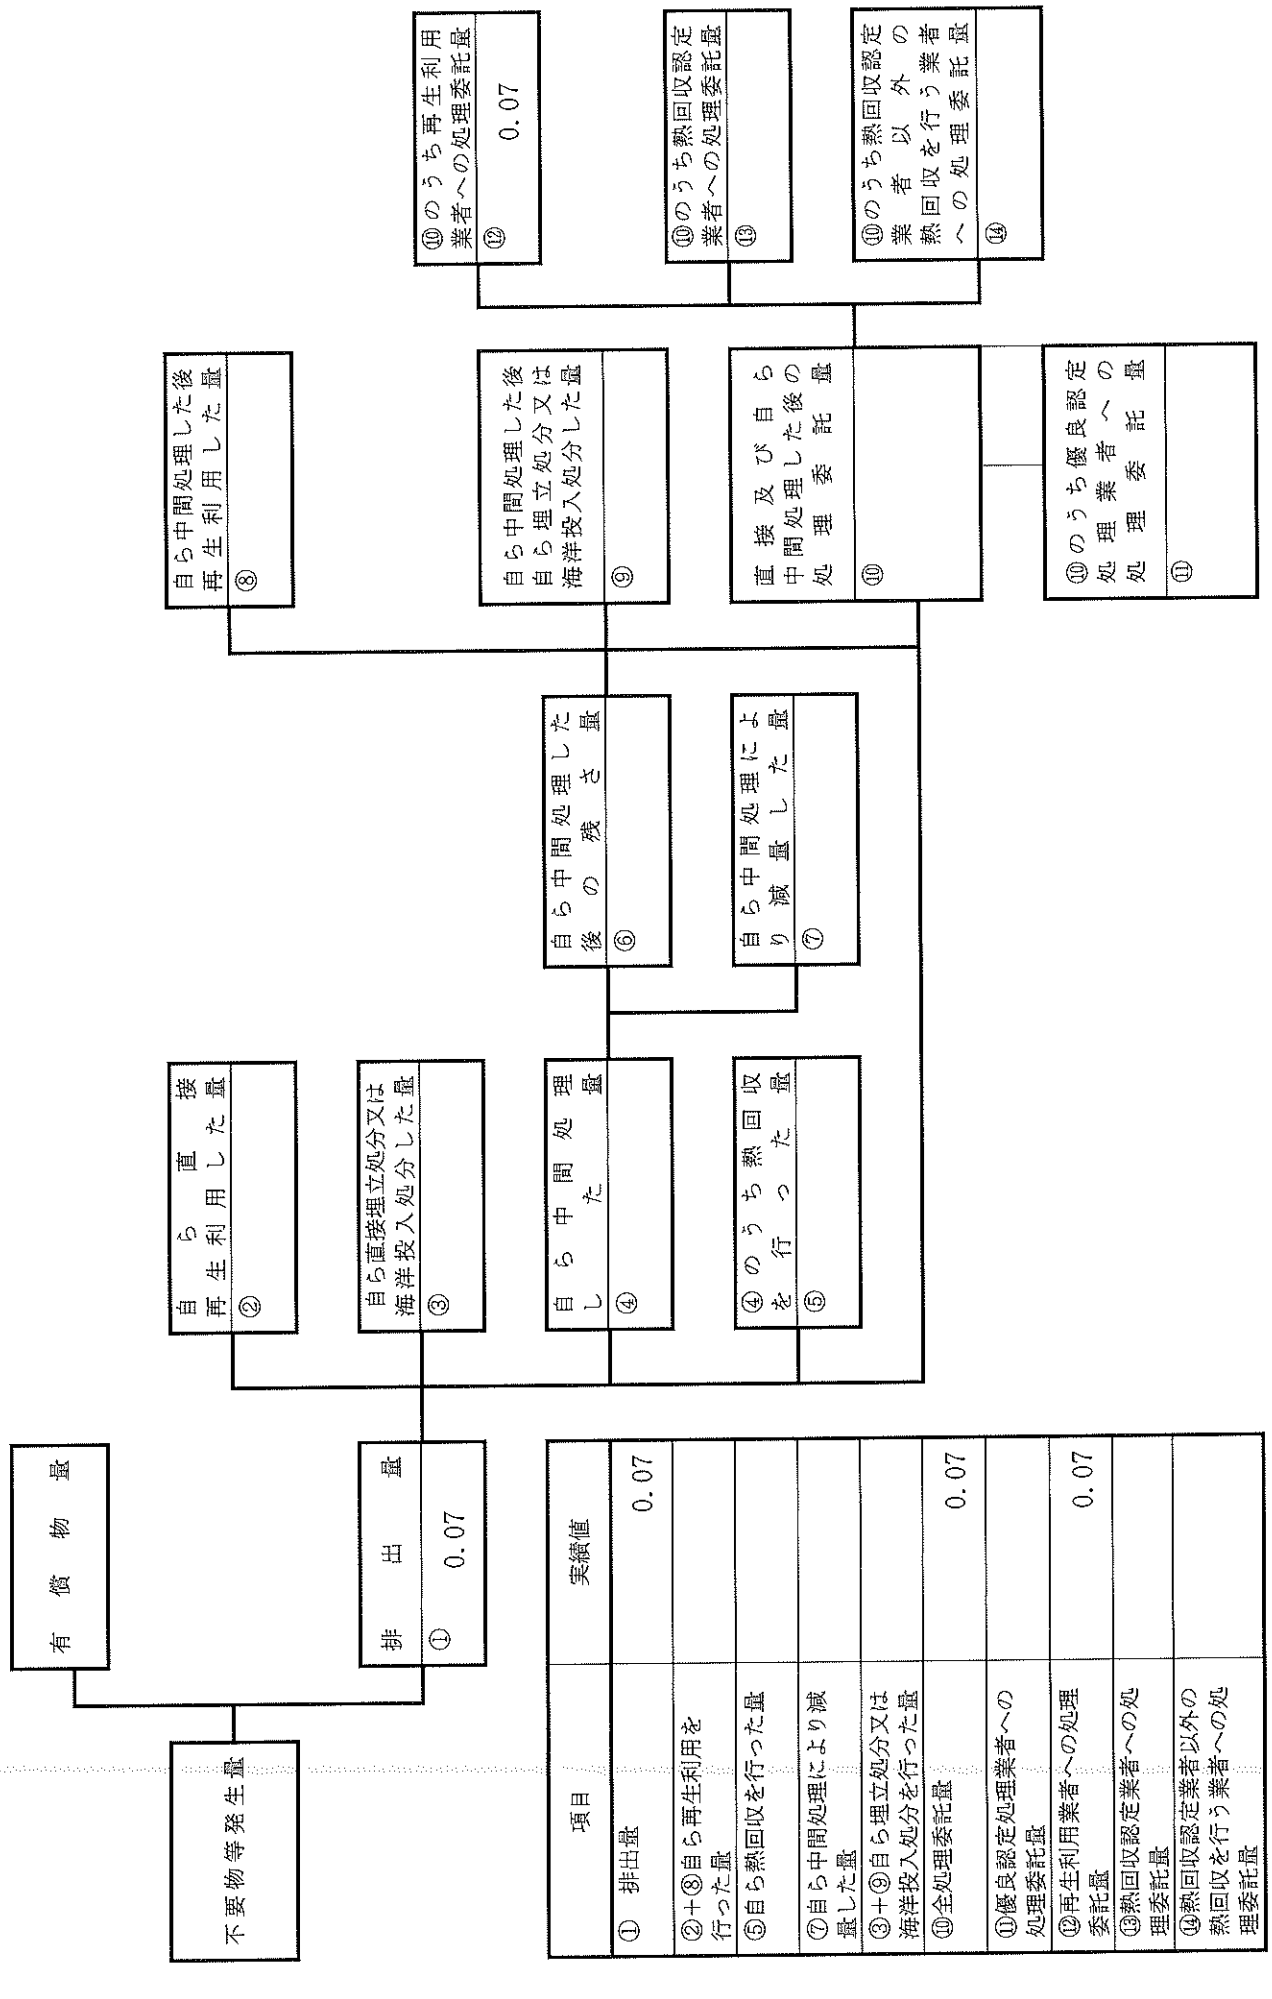 有償物量
不要物等発生量
排出量
① 0.07
自ら直接
再生利用した量
②
自ら直接埋立処分又は
海洋投入処分した量
③
自ら中間処理
した量
④
④のうち熱回収
を行った量
⑤
自ら中間処理した
後の残さ量
⑥
自ら中間処理によ
り減量した量
⑦
自ら中間処理した後
再生利用した量
⑧
自ら中間処理した後
自ら埋立処分又は
海洋投入処分した量
⑨
直接及び自ら
中間処理した後の
処理委託量
⑩
⑩のうち優良認定
処理業者への
処理委託量
⑪
⑩のうち再生利用
業者への処理委託量
⑫ 0.07
⑩のうち熱回収認定
業者への処理委託量
⑬
⑩のうち熱回収認定
業者以外の
熱回収を行う業者
への処理委託量
⑭
項目 実績値
① 排出量 0.07
②+⑧自ら再生利用を
行った量
⑤自ら熱回収を行った量
⑦自ら中間処理により減
量した量
③+⑨自ら埋立処分又は
海洋投入処分を行った量
⑩全処理委託量 0.07
⑪優良認定処理業者への
処理委託量
⑫再生利用業者への処理
委託量 0.07
⑬熱回収認定業者への処
理委託量
⑭熱回収認定業者以外の
熱回収を行う業者への処
理委託量